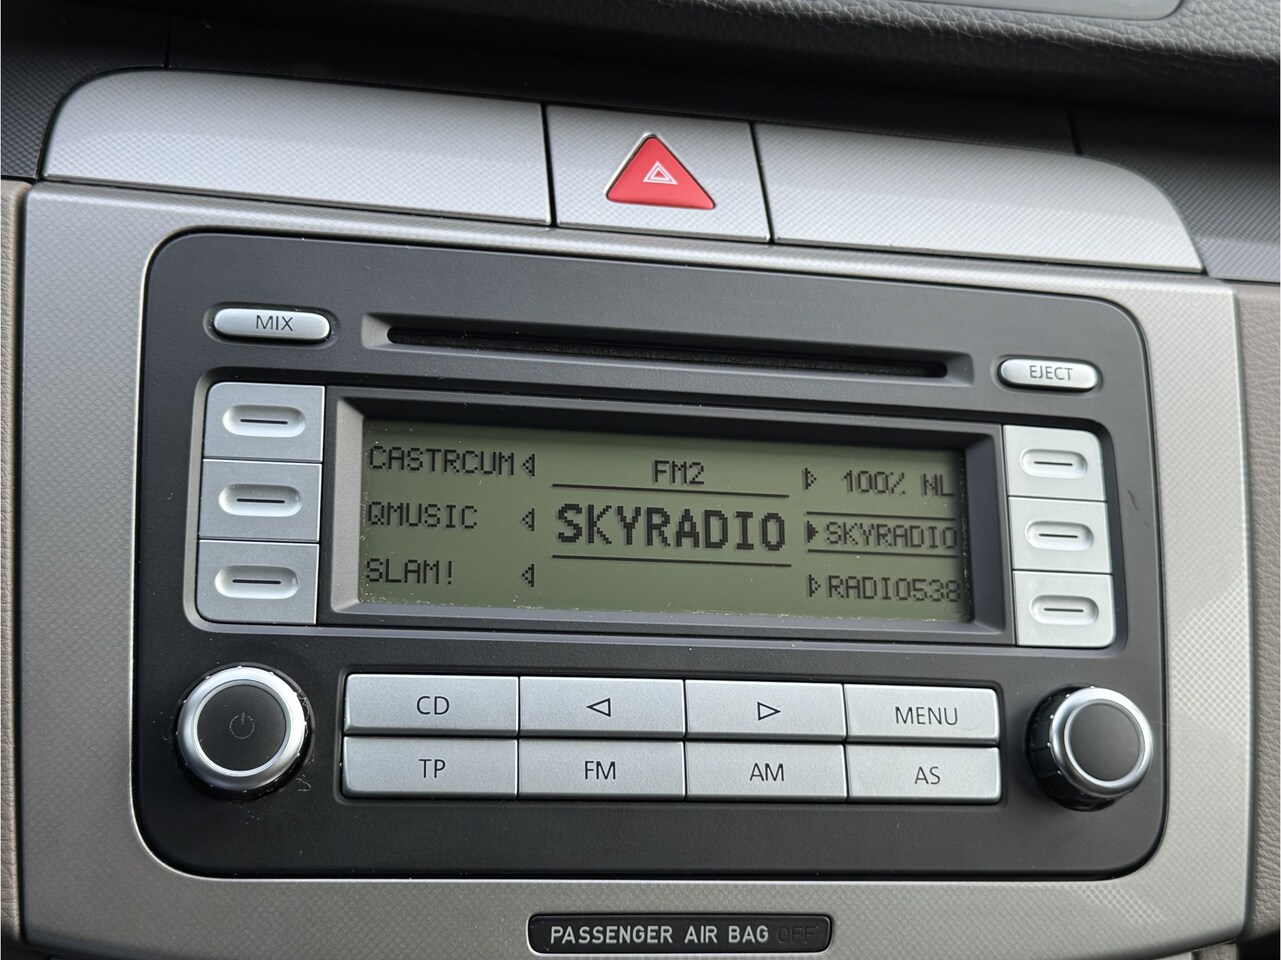 MIX
EJECT
CASTRCUM
FM2
100% NL
QMUSIC
SKYRADIO
SKYRADIO
SLAM!
RADIO538
CD
MENU
TP
FM
AM
AS
PASSENGER AIR BAG OFF